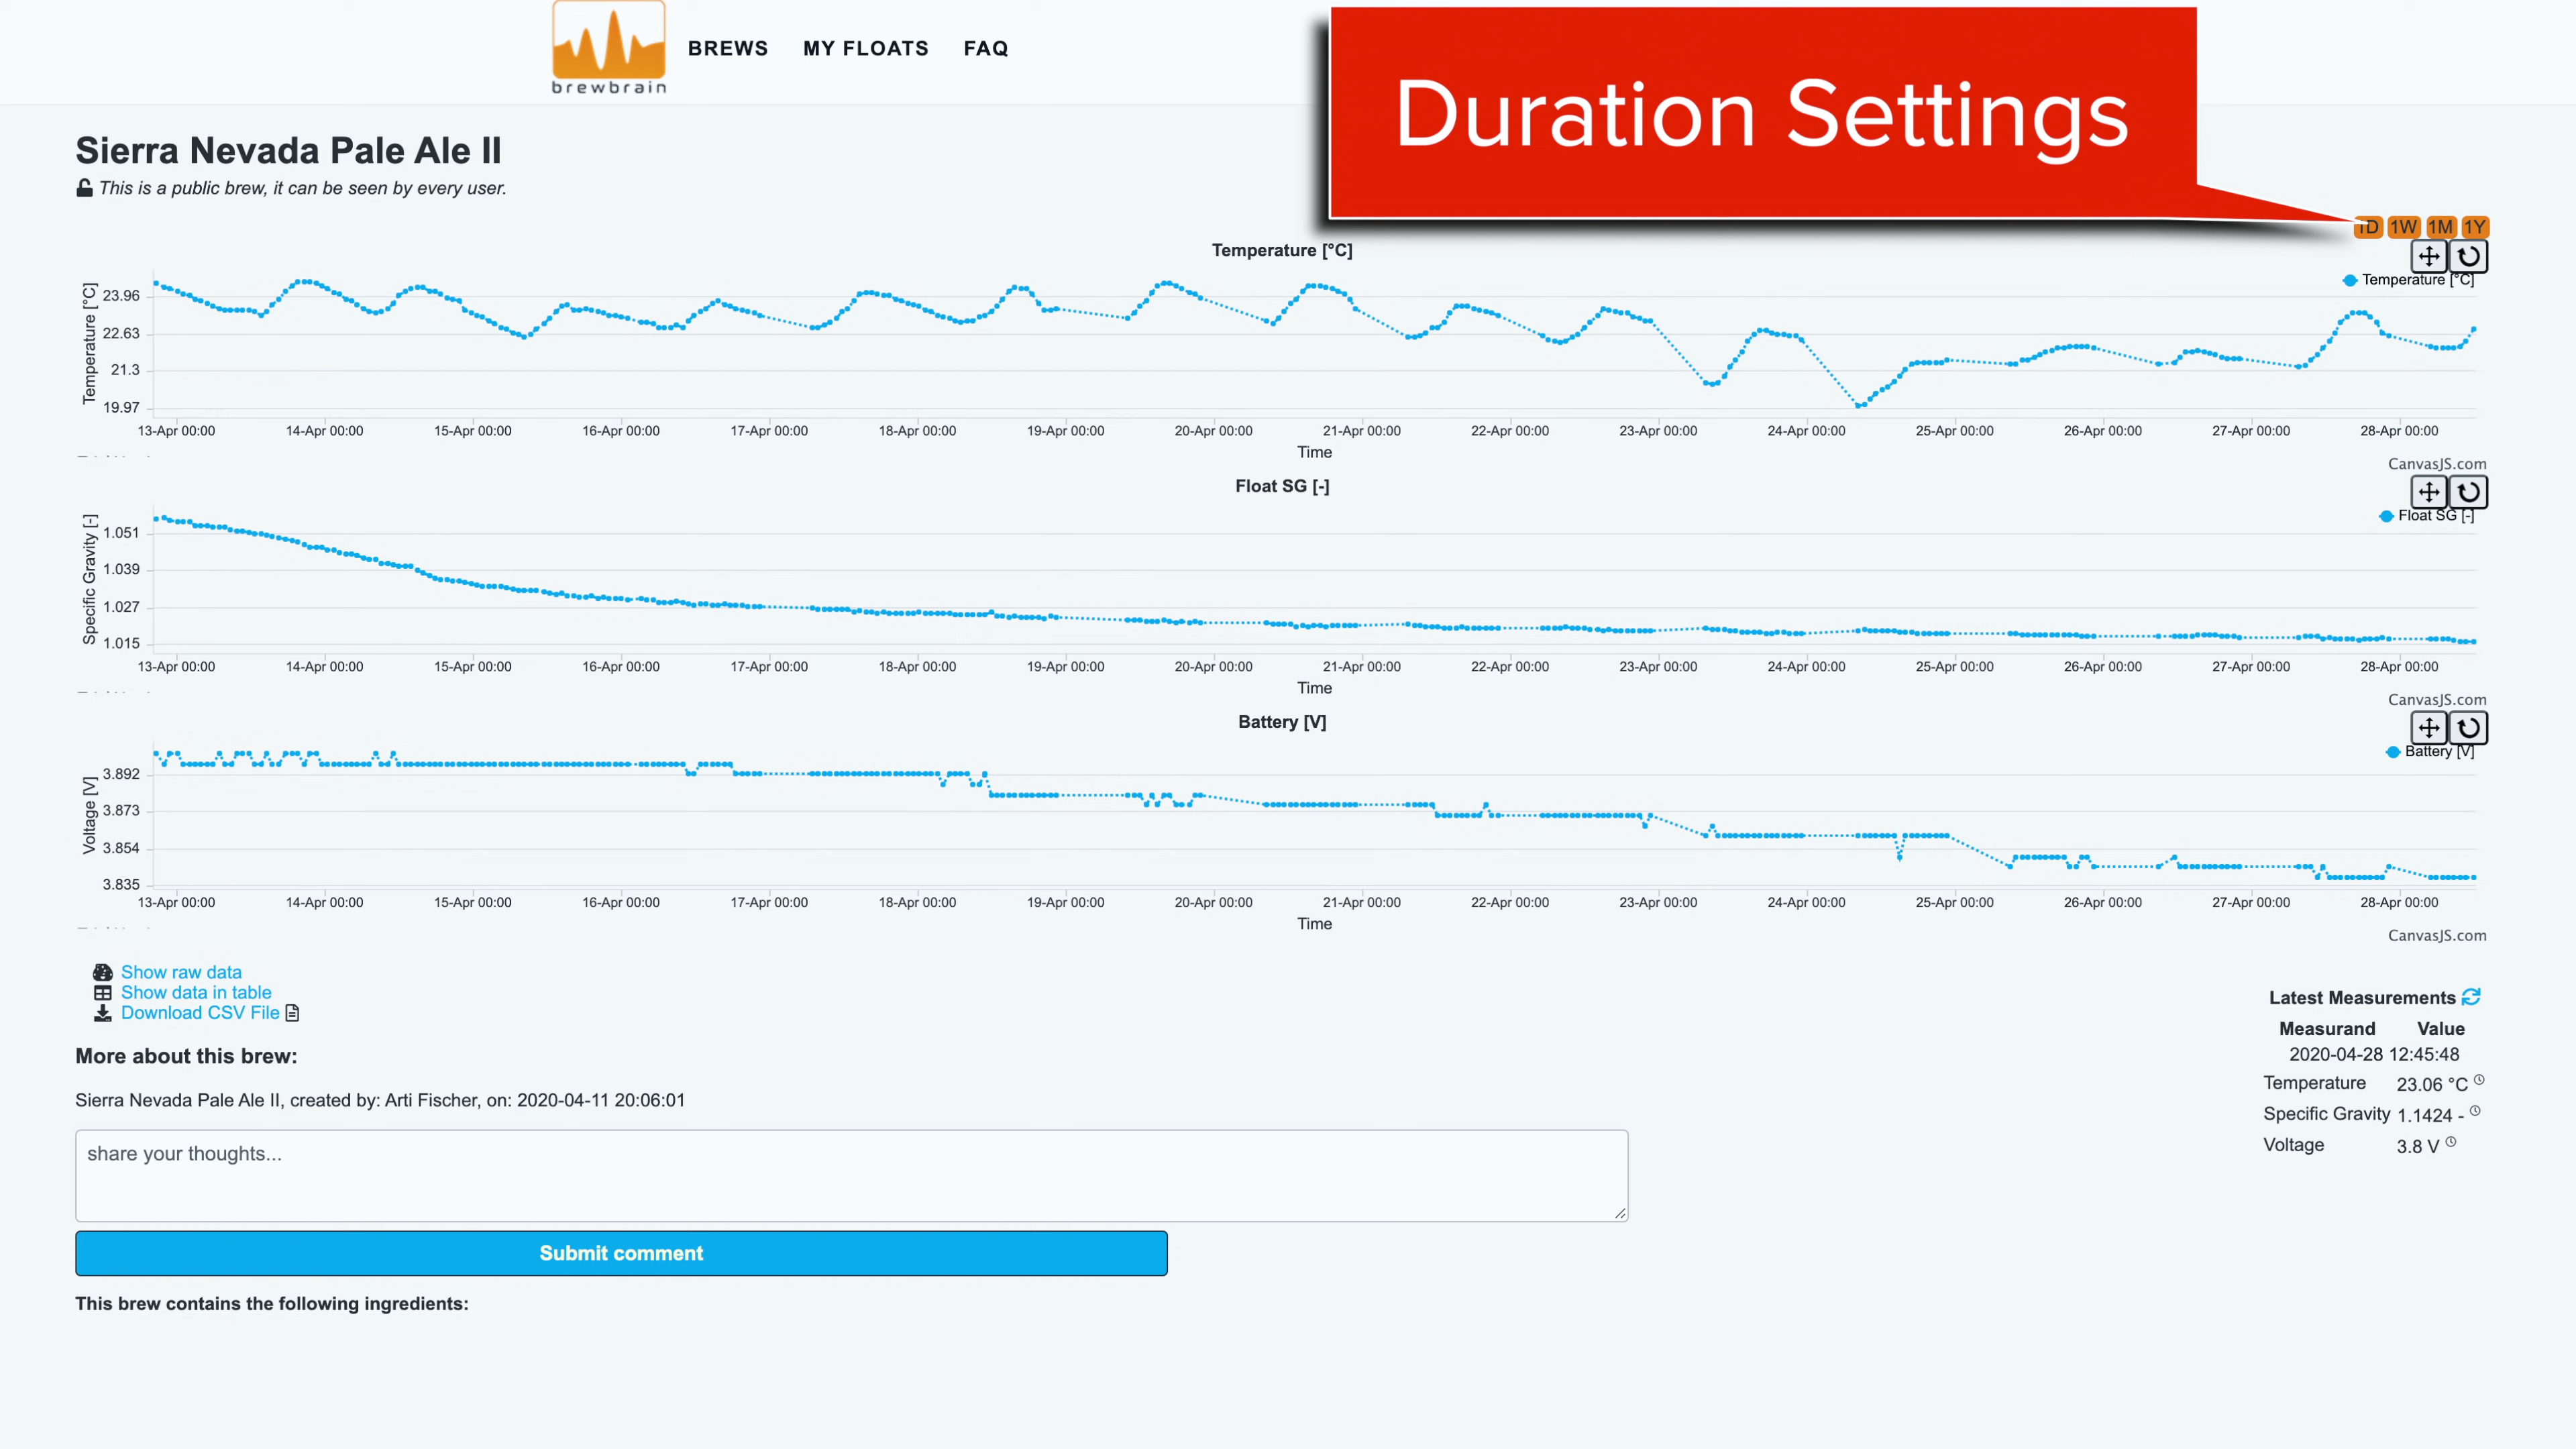 brewbrain
BREWS MY FLOATS FAQ
Duration Settings
Sierra Nevada Pale Ale II
This is a public brew, it can be seen by every user.
1D 1W 1M 1Y
Temperature [°C]
Temperature [°C]
Temperature [°C]
23.96
22.63
21.3
19.97
13-Apr 00:00 14-Apr 00:00 15-Apr 00:00 16-Apr 00:00 17-Apr 00:00 18-Apr 00:00 19-Apr 00:00 20-Apr 00:00 21-Apr 00:00 22-Apr 00:00 23-Apr 00:00 24-Apr 00:00 25-Apr 00:00 26-Apr 00:00 27-Apr 00:00 28-Apr 00:00
Time
CanvasJS.com
Float SG [-]
Float SG [-]
Specific Gravity [-]
1.051
1.039
1.027
1.015
13-Apr 00:00 14-Apr 00:00 15-Apr 00:00 16-Apr 00:00 17-Apr 00:00 18-Apr 00:00 19-Apr 00:00 20-Apr 00:00 21-Apr 00:00 22-Apr 00:00 23-Apr 00:00 24-Apr 00:00 25-Apr 00:00 26-Apr 00:00 27-Apr 00:00 28-Apr 00:00
Time
CanvasJS.com
Battery [V]
Battery [V]
Voltage [V]
3.892
3.873
3.854
3.835
13-Apr 00:00 14-Apr 00:00 15-Apr 00:00 16-Apr 00:00 17-Apr 00:00 18-Apr 00:00 19-Apr 00:00 20-Apr 00:00 21-Apr 00:00 22-Apr 00:00 23-Apr 00:00 24-Apr 00:00 25-Apr 00:00 26-Apr 00:00 27-Apr 00:00 28-Apr 00:00
Time
CanvasJS.com
Show raw data
Show data in table
Download CSV File
More about this brew:
Sierra Nevada Pale Ale II, created by: Arti Fischer, on: 2020-04-11 20:06:01
share your thoughts...
Submit comment
This brew contains the following ingredients:
Latest Measurements
Measurand Value
2020-04-28 12:45:48
Temperature 23.06 °C
Specific Gravity 1.1424 -
Voltage 3.8 V